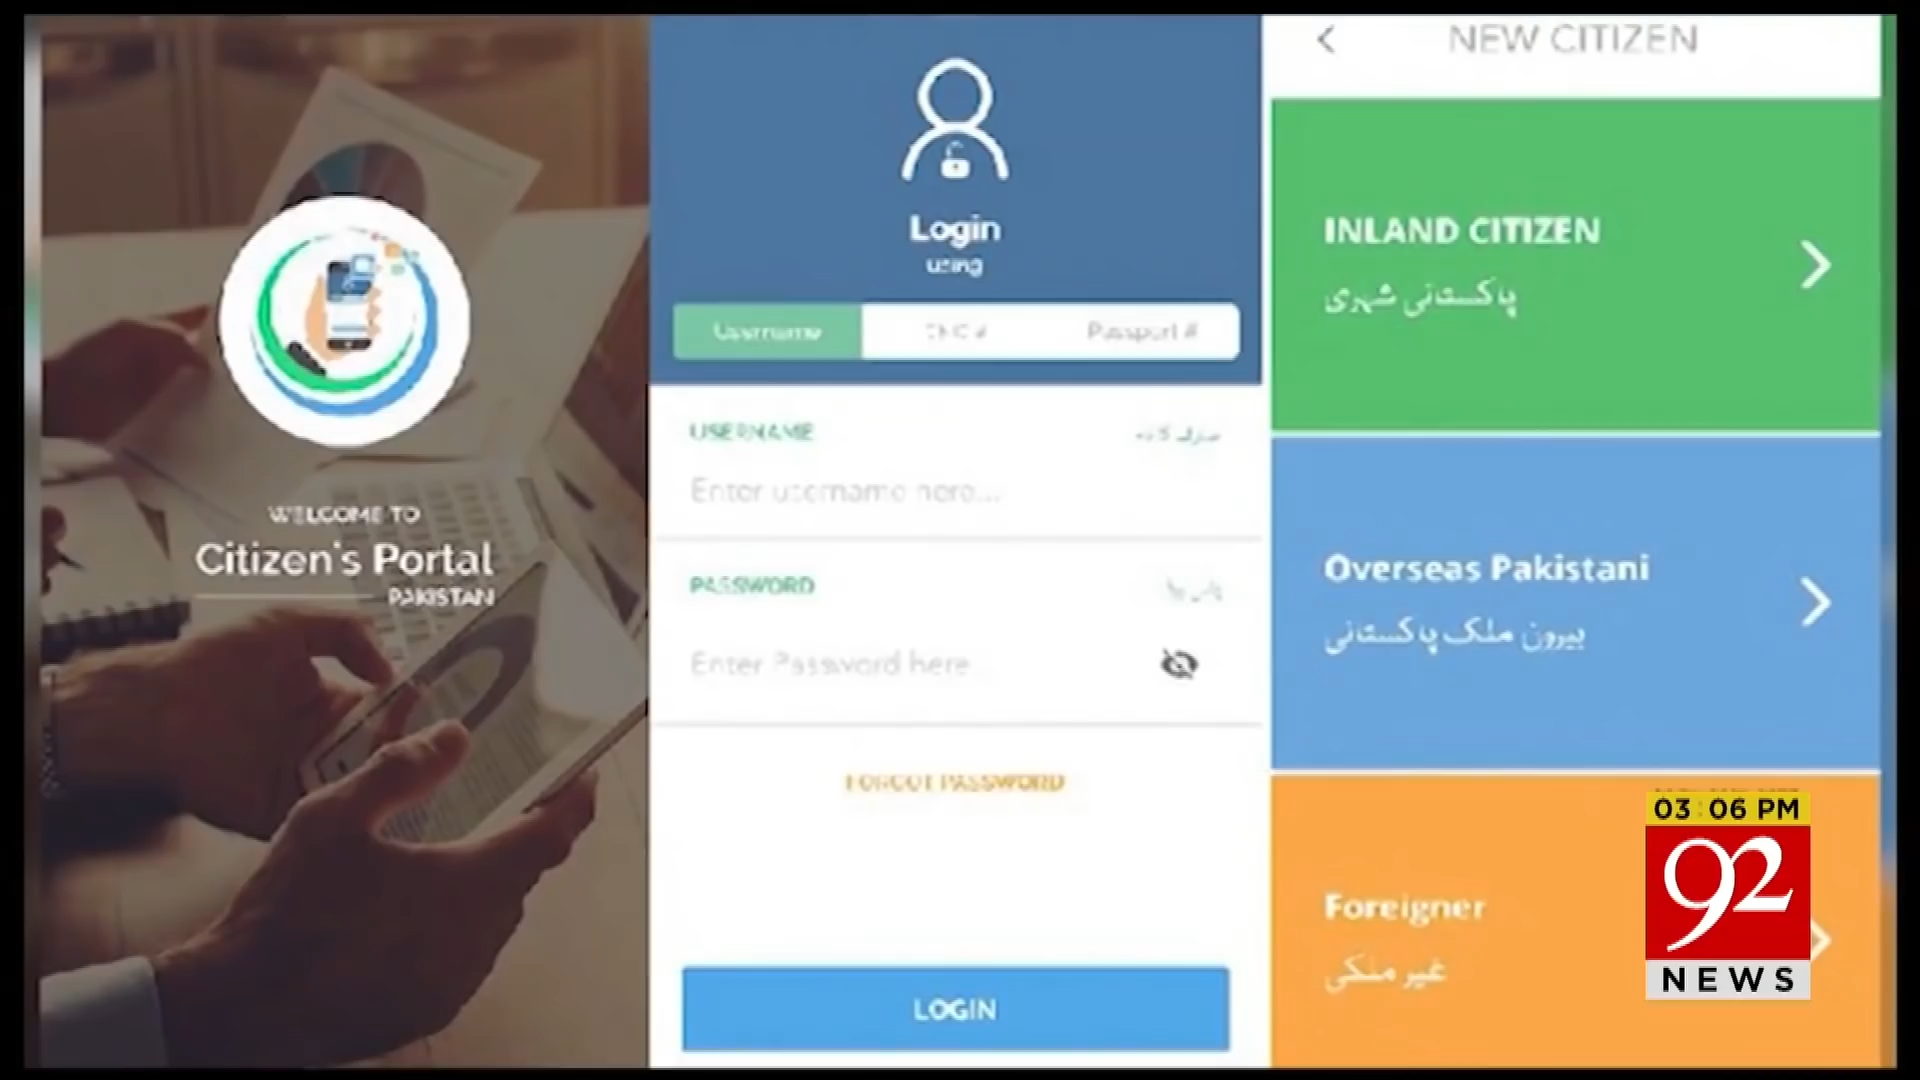 WELCOME TO
Citizen's Portal
PAKISTAN
Login
using
Username
CNIC #
Passport #
USERNAME
Enter username here...
PASSWORD
Enter Password here...
FORGOT PASSWORD
LOGIN
NEW CITIZEN
INLAND CITIZEN
پاکستانی شہری
Overseas Pakistani
بیرون ملک پاکستانی
Foreigner
غیر ملکی
03:06 PM
92
NEWS